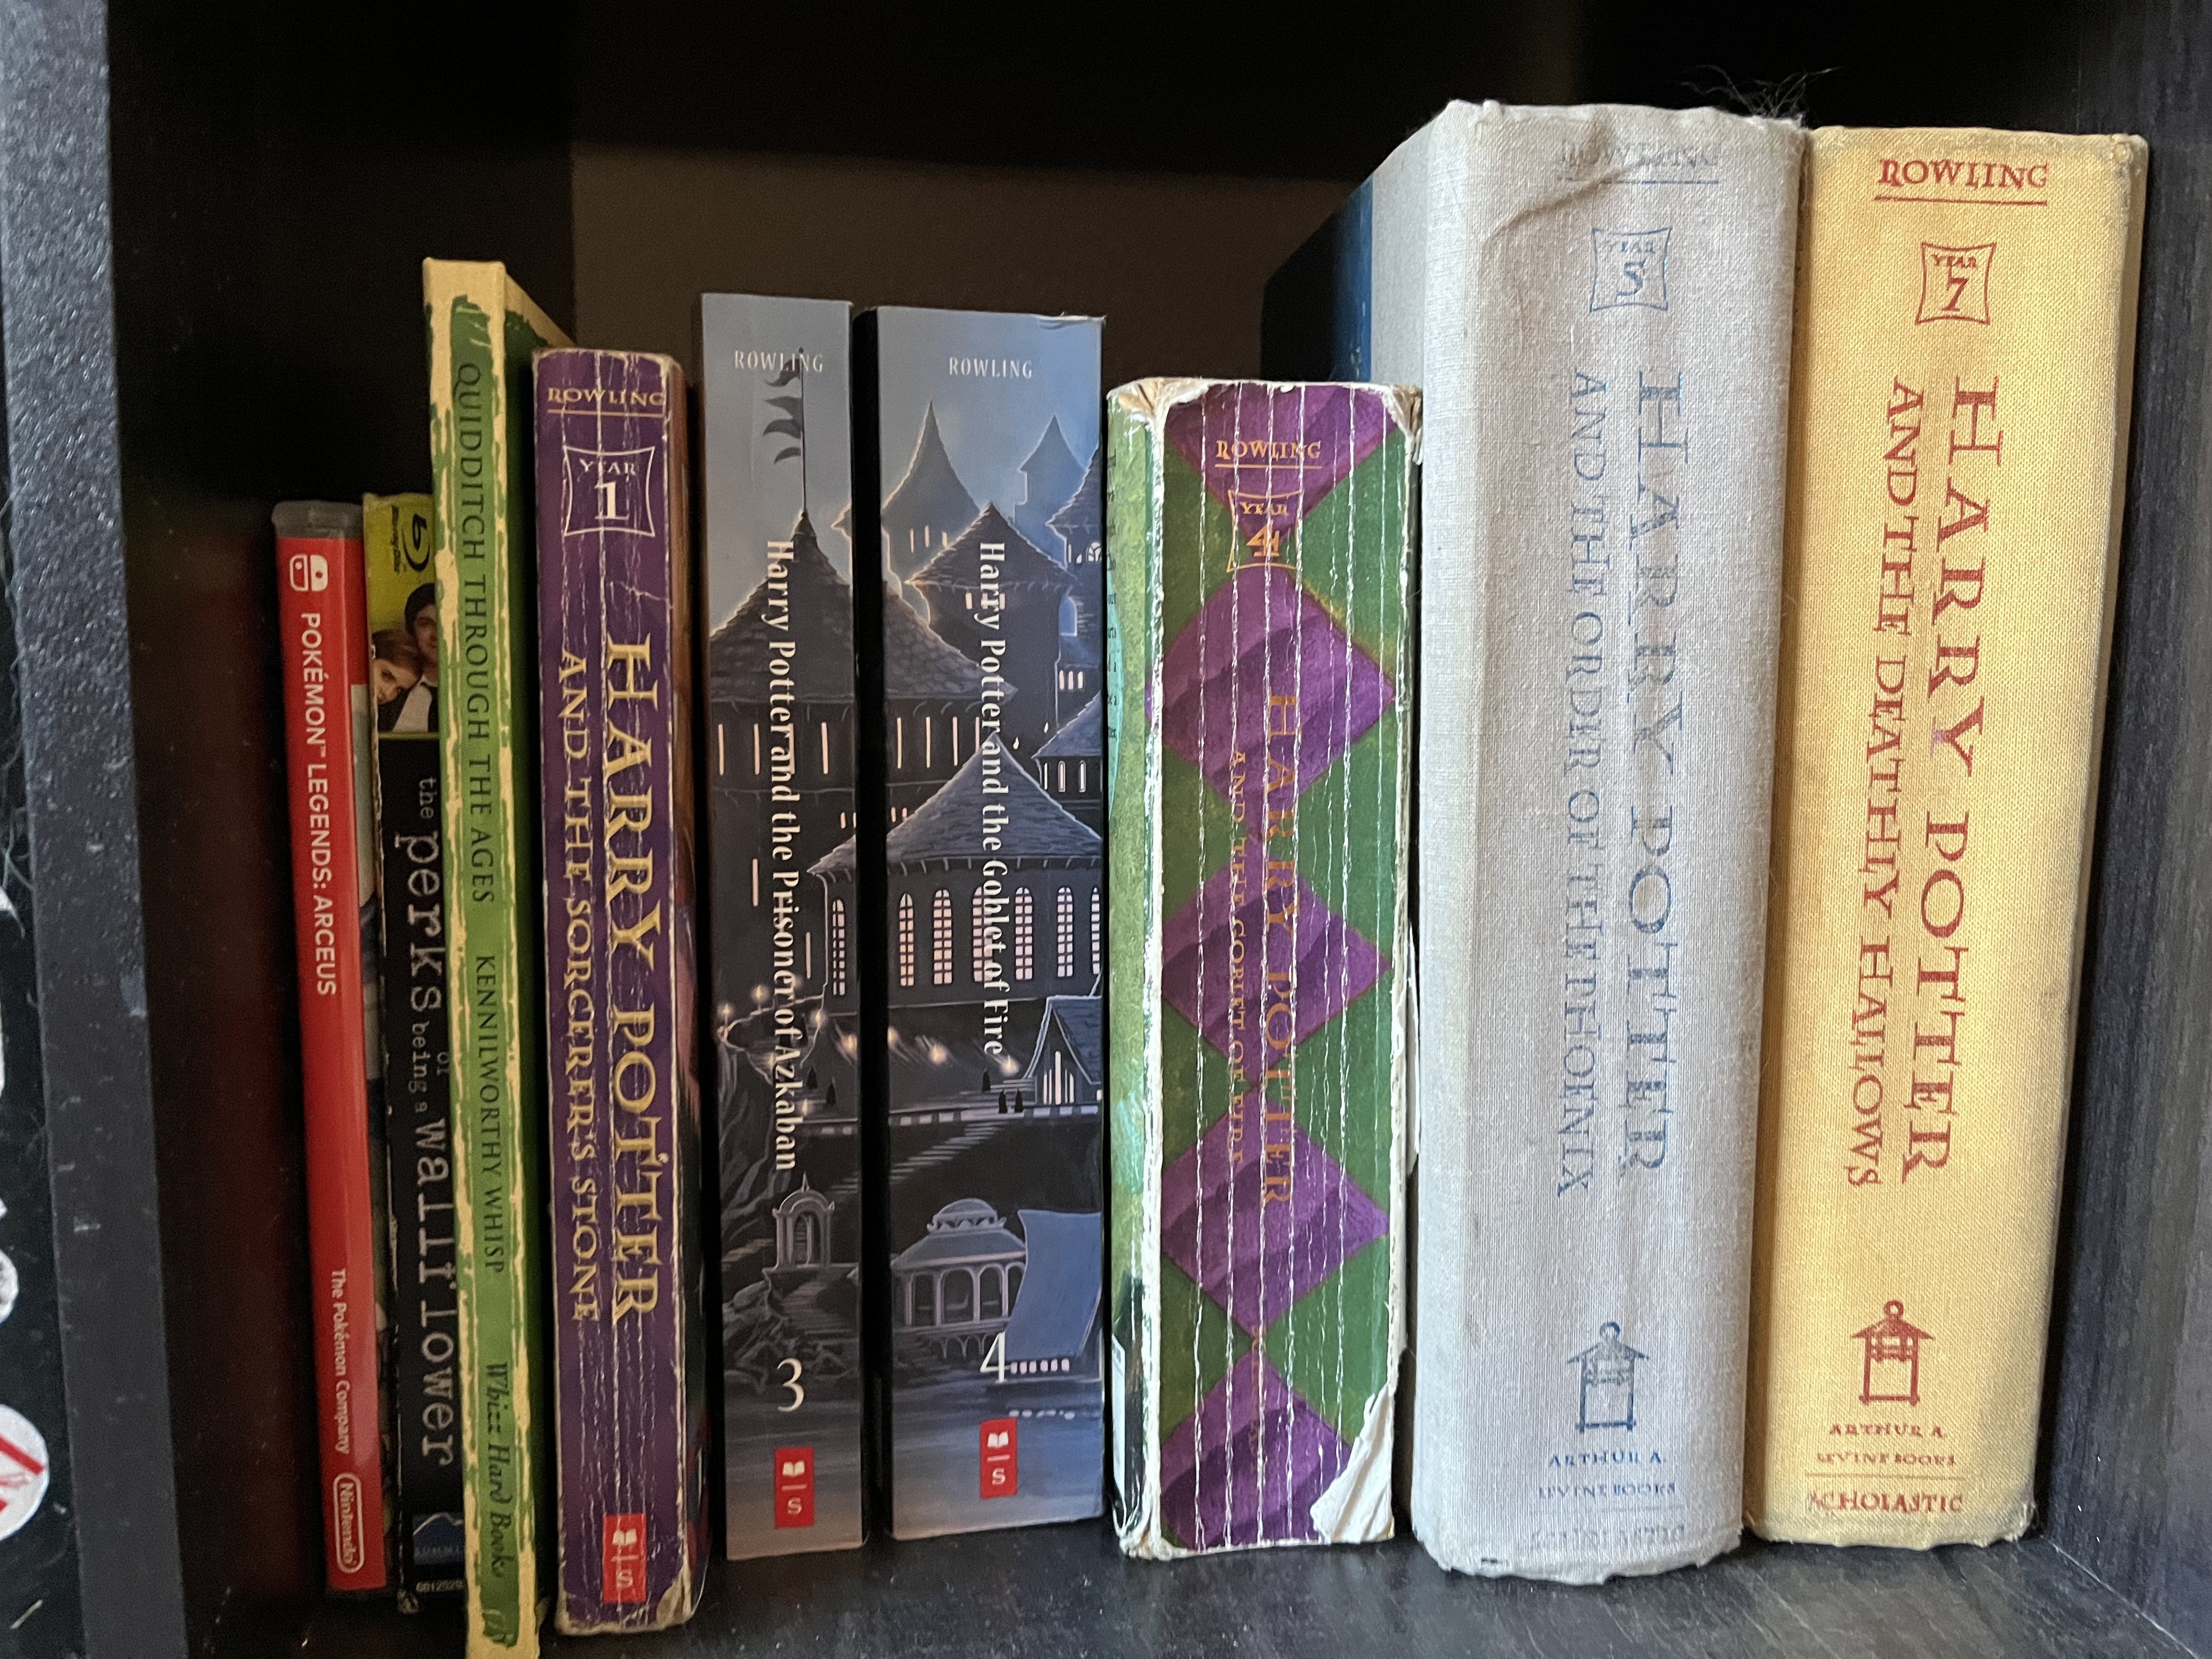 POKÉMON™ LEGENDS: ARCEUS
The Pokémon Company
Nintendo
the perks of being a wallflower
QUIDDITCH THROUGH THE AGES
KENNILWORTHY WHISP
Whizz Hard Books
ROWLING
YEAR
1
HARRY POTTER
AND THE SORCERER'S STONE
S
ROWLING
Harry Potter and the Prisoner of Azkaban
3
S
ROWLING
Harry Potter and the Goblet of Fire
4
S
ROWLING
YEAR
4
HARRY POTTER
AND THE GOBLET OF FIRE
ROWLING
YEAR
5
HARRY POTTER
AND THE ORDER OF THE PHOENIX
ARTHUR A.
LEVINE BOOKS
SCHOLASTIC
ROWLING
YEAR
7
HARRY POTTER
AND THE DEATHLY HALLOWS
ARTHUR A.
LEVINE BOOKS
SCHOLASTIC